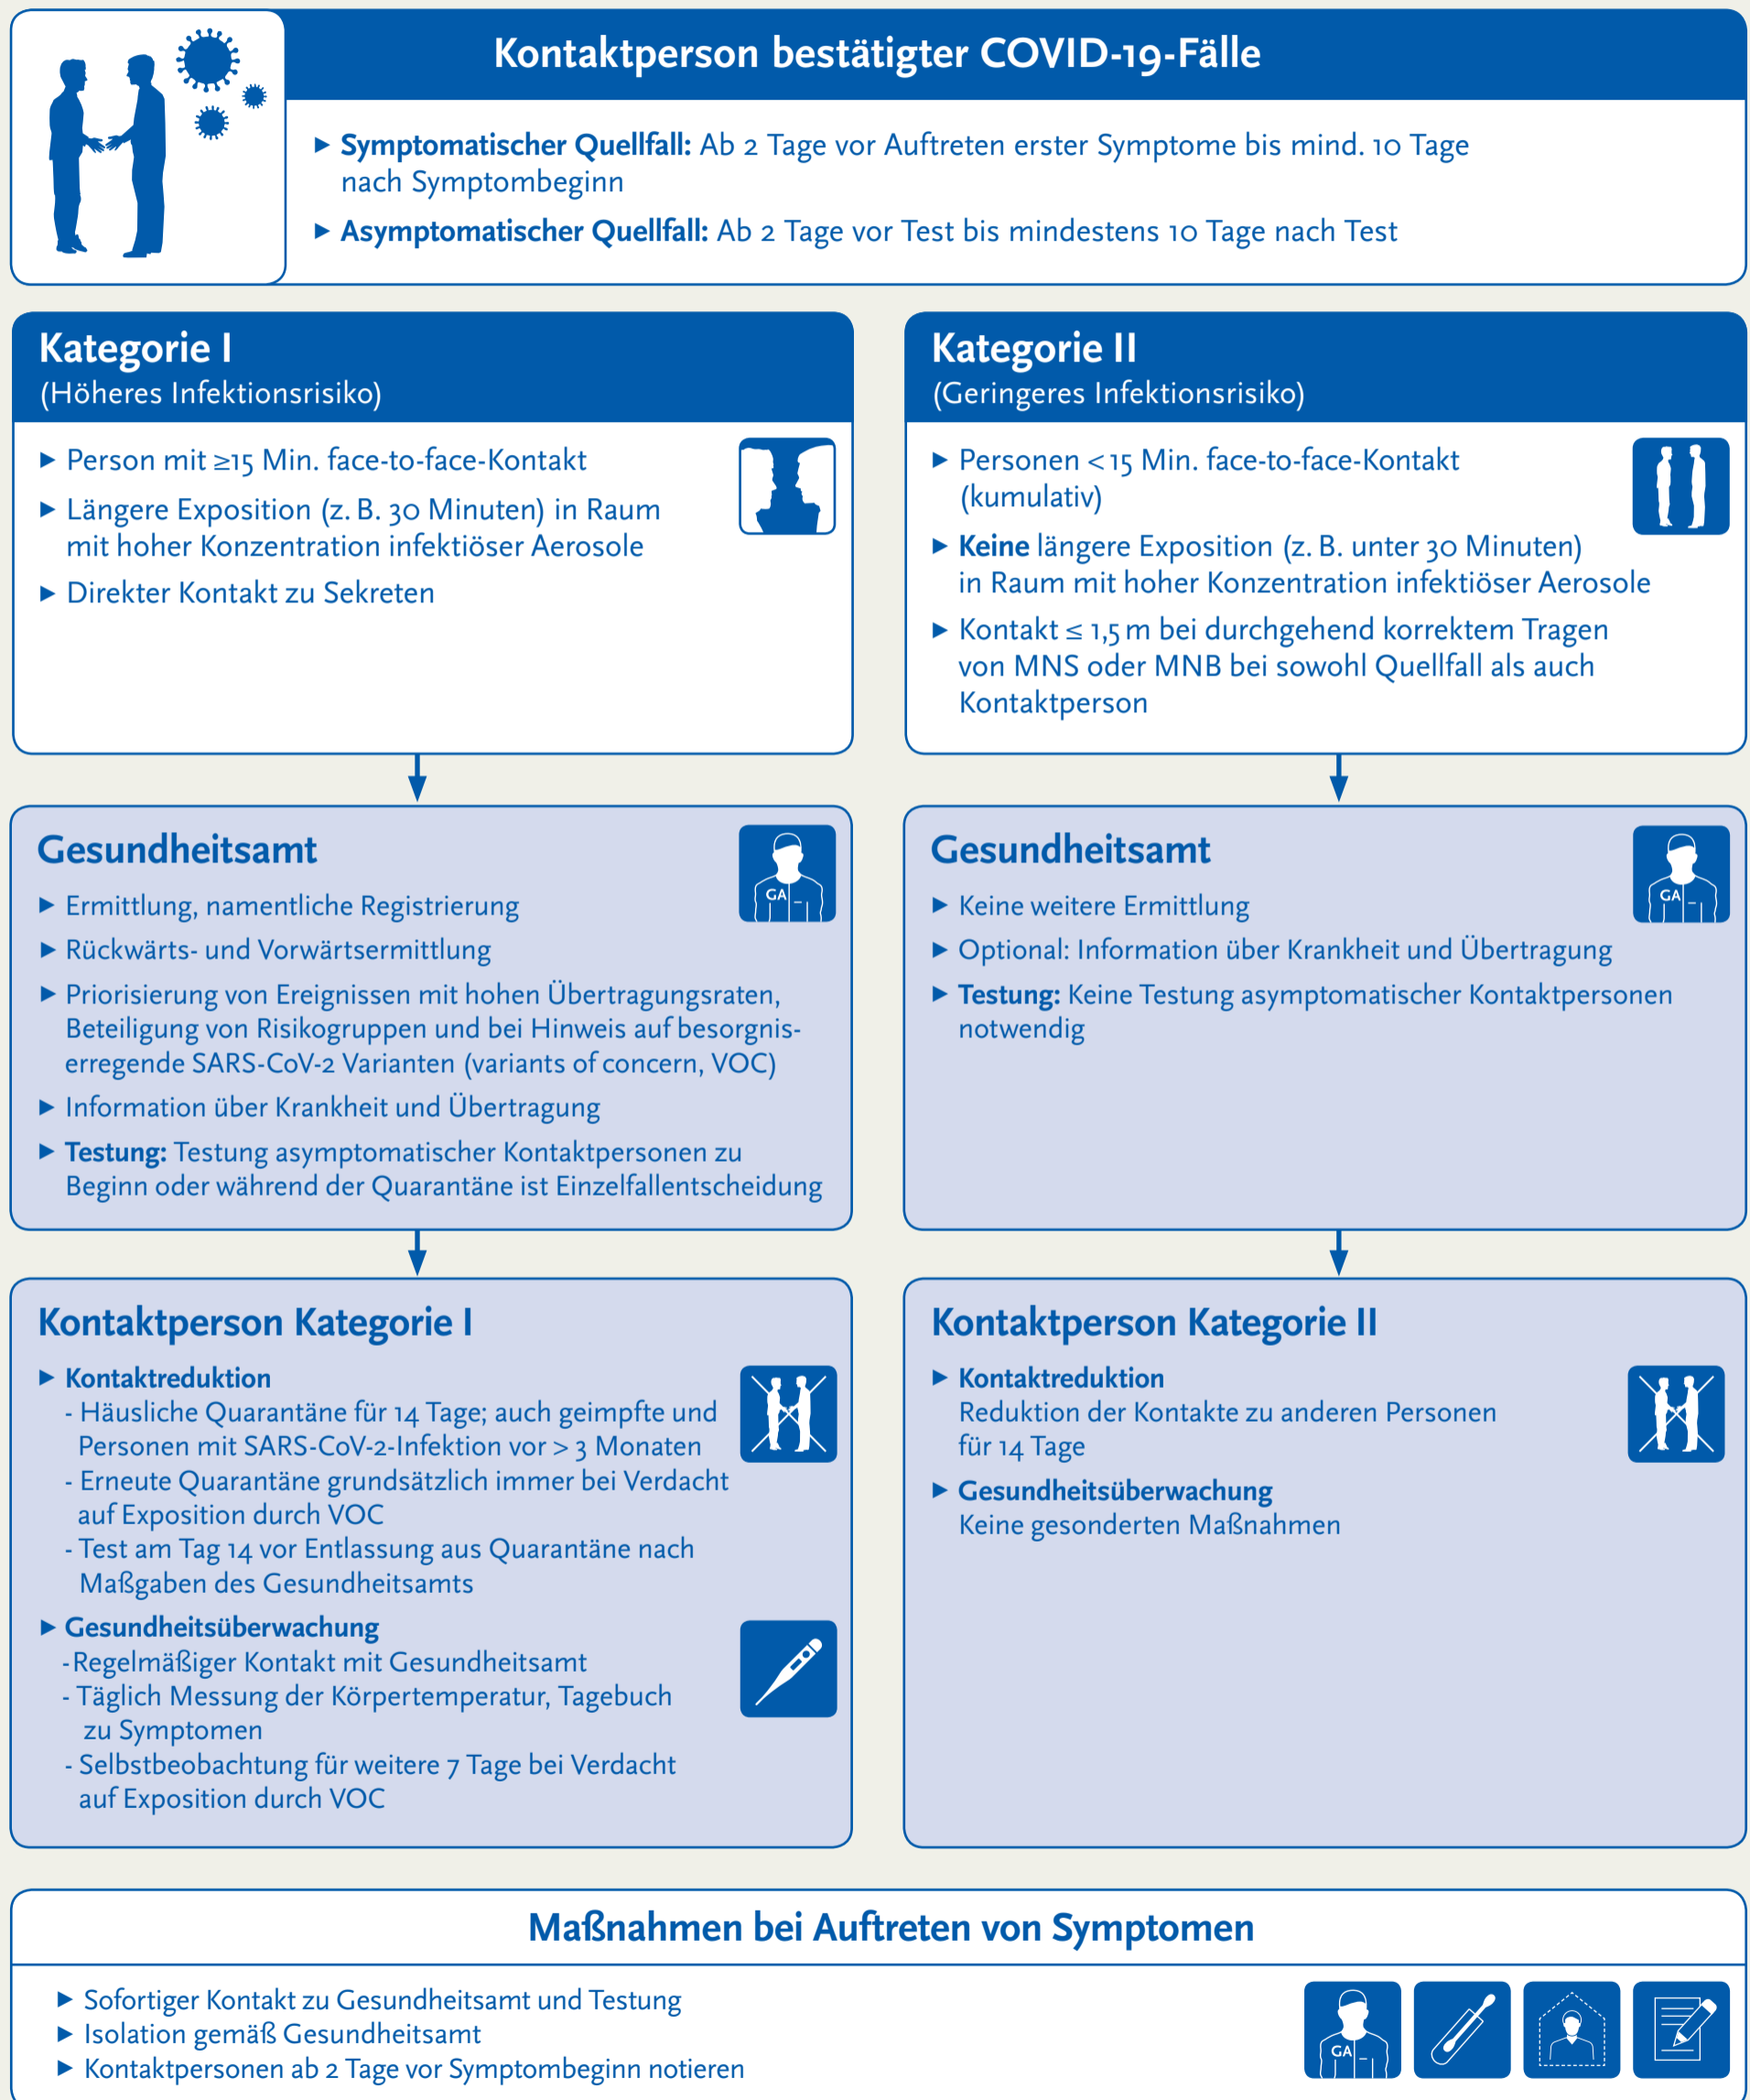 Kontaktperson bestätigter COVID-19-Fälle
▶ Symptomatischer Quellfall: Ab 2 Tage vor Auftreten erster Symptome bis mind. 10 Tage
nach Symptombeginn
▶ Asymptomatischer Quellfall: Ab 2 Tage vor Test bis mindestens 10 Tage nach Test
Kategorie I
(Höheres Infektionsrisiko)
▶ Person mit ≥15 Min. face-to-face-Kontakt
▶ Längere Exposition (z. B. 30 Minuten) in Raum
mit hoher Konzentration infektiöser Aerosole
▶ Direkter Kontakt zu Sekreten
Kategorie II
(Geringeres Infektionsrisiko)
▶ Personen <15 Min. face-to-face-Kontakt
(kumulativ)
▶ Keine längere Exposition (z. B. unter 30 Minuten)
in Raum mit hoher Konzentration infektiöser Aerosole
▶ Kontakt ≤ 1,5 m bei durchgehend korrektem Tragen
von MNS oder MNB bei sowohl Quellfall als auch
Kontaktperson
Gesundheitsamt
GA
▶ Ermittlung, namentliche Registrierung
▶ Rückwärts- und Vorwärtsermittlung
▶ Priorisierung von Ereignissen mit hohen Übertragungsraten,
Beteiligung von Risikogruppen und bei Hinweis auf besorgnis-
erregende SARS-CoV-2 Varianten (variants of concern, VOC)
▶ Information über Krankheit und Übertragung
▶ Testung: Testung asymptomatischer Kontaktpersonen zu
Beginn oder während der Quarantäne ist Einzelfallentscheidung
Gesundheitsamt
GA
▶ Keine weitere Ermittlung
▶ Optional: Information über Krankheit und Übertragung
▶ Testung: Keine Testung asymptomatischer Kontaktpersonen
notwendig
Kontaktperson Kategorie I
▶ Kontaktreduktion
- Häusliche Quarantäne für 14 Tage; auch geimpfte und
Personen mit SARS-CoV-2-Infektion vor > 3 Monaten
- Erneute Quarantäne grundsätzlich immer bei Verdacht
auf Exposition durch VOC
- Test am Tag 14 vor Entlassung aus Quarantäne nach
Maßgaben des Gesundheitsamts
▶ Gesundheitsüberwachung
-Regelmäßiger Kontakt mit Gesundheitsamt
- Täglich Messung der Körpertemperatur, Tagebuch
zu Symptomen
- Selbstbeobachtung für weitere 7 Tage bei Verdacht
auf Exposition durch VOC
Kontaktperson Kategorie II
▶ Kontaktreduktion
Reduktion der Kontakte zu anderen Personen
für 14 Tage
▶ Gesundheitsüberwachung
Keine gesonderten Maßnahmen
Maßnahmen bei Auftreten von Symptomen
▶ Sofortiger Kontakt zu Gesundheitsamt und Testung
▶ Isolation gemäß Gesundheitsamt
▶ Kontaktpersonen ab 2 Tage vor Symptombeginn notieren
GA